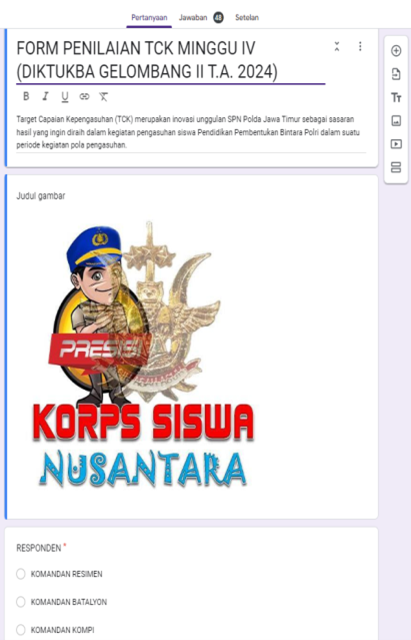 Pertanyaan Jawaban 48 Setelan
FORM PENILAIAN TCK MINGGU IV
(DIKTUKBA GELOMBANG II T.A. 2024)
B I U
Target Capaian Kepengasuhan (TCK) merupakan inovasi unggulan SPN Polda Jawa Timur sebagai sasaran
hasil yang ingin diraih dalam kegiatan pengasuhan siswa Pendidikan Pembentukan Bintara Polri dalam suatu
periode kegiatan pola pengasuhan.
Tт
Judul gambar
PRESISI
KORPS SISWA
NUSANTARA
RESPONDEN *
KOMANDAN RESIMEN
KOMANDAN BATALYON
KOMANDAN KOMPI